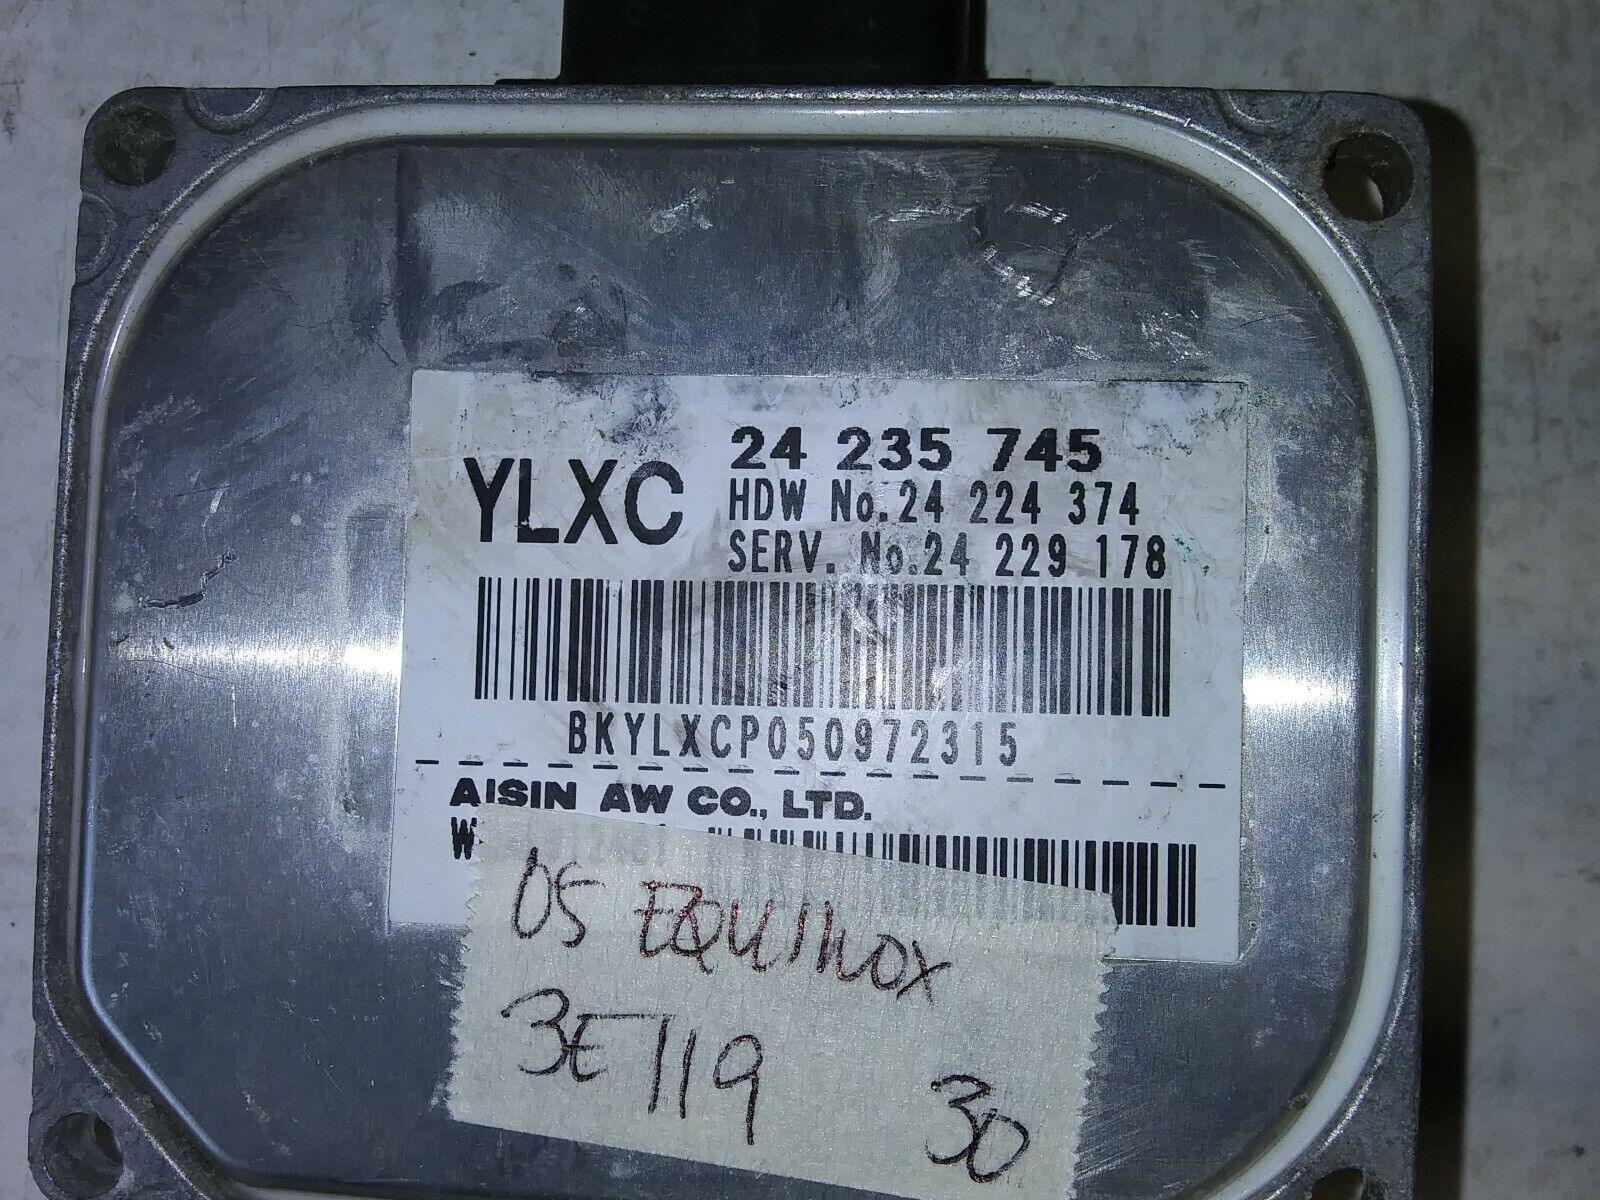 YLXC
24 235 745
HDW No.24 224 374
SERV. No.24 229 178
BKYLXCP050972315
AISIN AW CO., LTD.
05 EQUINOX
3E119
30